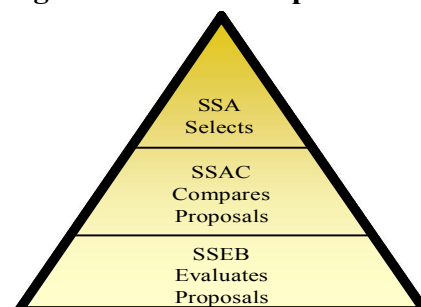 SSA
Selects
SSAC
Compares
Proposals
SSEB
Evaluates
Proposals